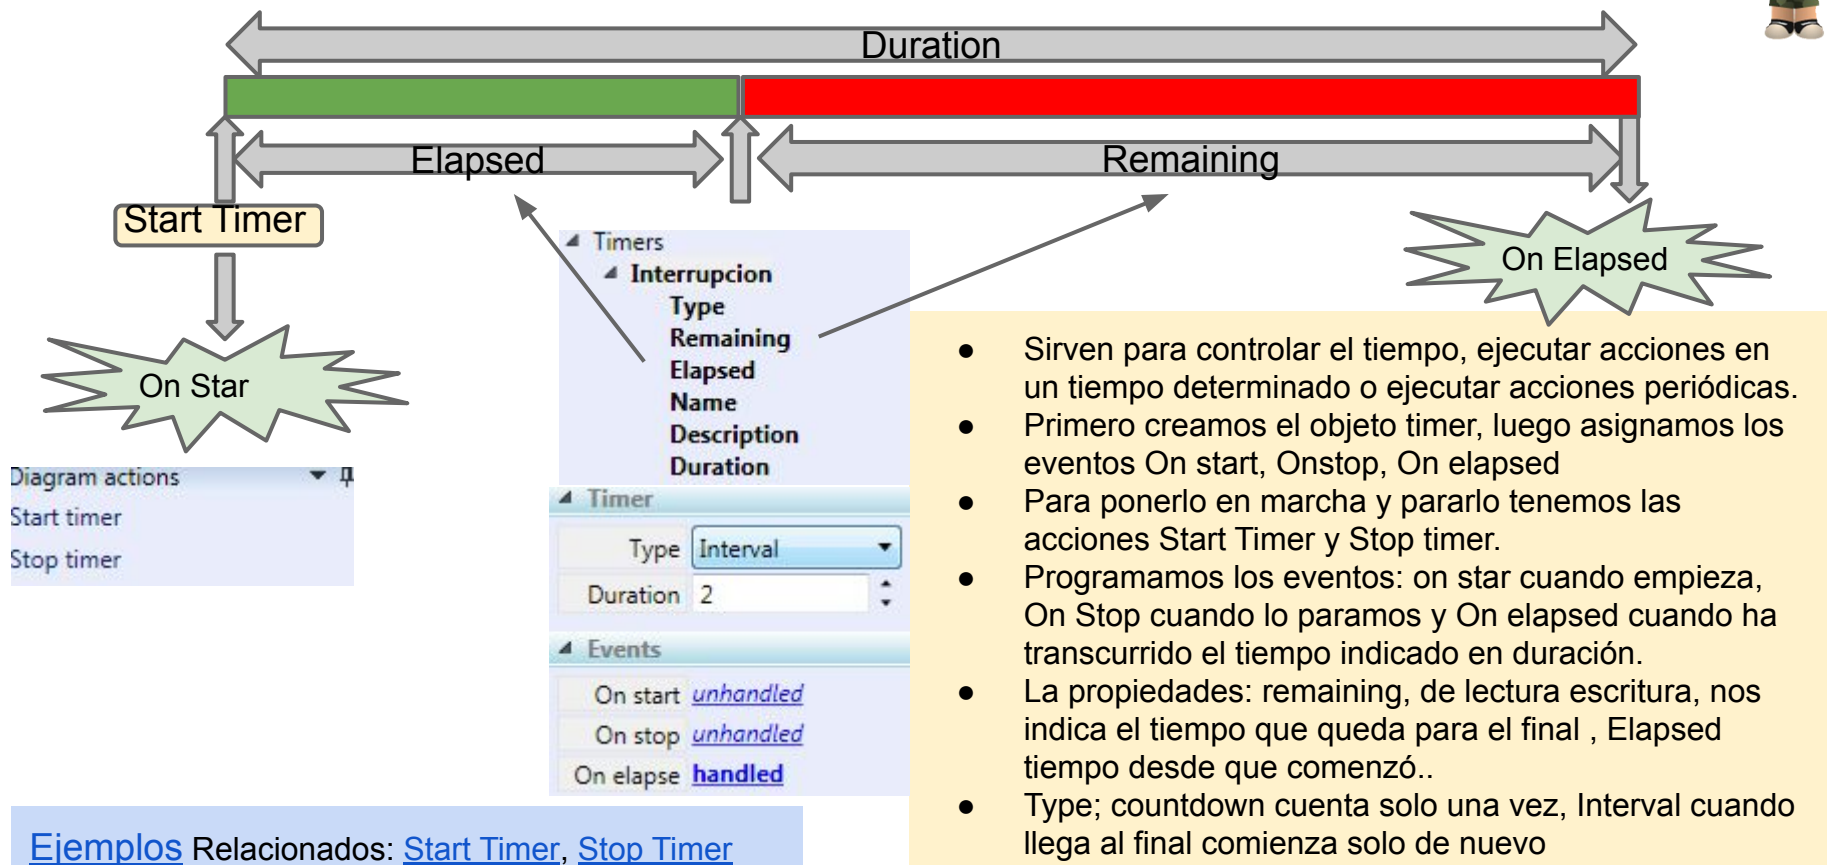 Duration
Elapsed
Remaining
Start Timer
On Star
On Elapsed
Timers
Interrupcion
Type
Remaining
Elapsed
Name
Description
Duration
Diagram actions
Start timer
Stop timer
Timer
Type Interval
Duration 2
Events
On start unhandled
On stop unhandled
On elapse handled
● Sirven para controlar el tiempo, ejecutar acciones en
un tiempo determinado o ejecutar acciones periódicas.
● Primero creamos el objeto timer, luego asignamos los
eventos On start, Onstop, On elapsed
● Para ponerlo en marcha y pararlo tenemos las
acciones Start Timer y Stop timer.
● Programamos los eventos: on star cuando empieza,
On Stop cuando lo paramos y On elapsed cuando ha
transcurrido el tiempo indicado en duración.
● La propiedades: remaining, de lectura escritura, nos
indica el tiempo que queda para el final , Elapsed
tiempo desde que comenzó..
● Type; countdown cuenta solo una vez, Interval cuando
llega al final comienza solo de nuevo
Ejemplos Relacionados: Start Timer, Stop Timer